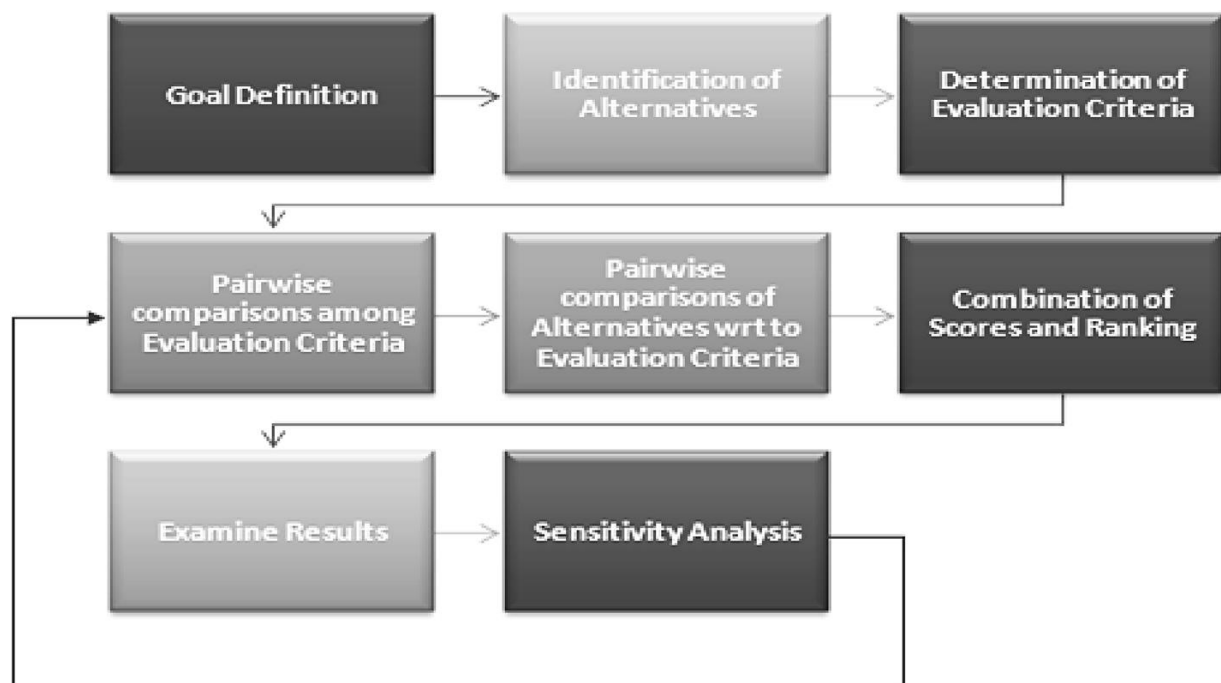 Goal Definition
Identification of
Alternatives
Determination of
Evaluation Criteria
Pairwise
comparisons among
Evaluation Criteria
Pairwise
comparisons of
Alternatives wrt to
Evaluation Criteria
Combination of
Scores and Ranking
Examine Results
Sensitivity Analysis